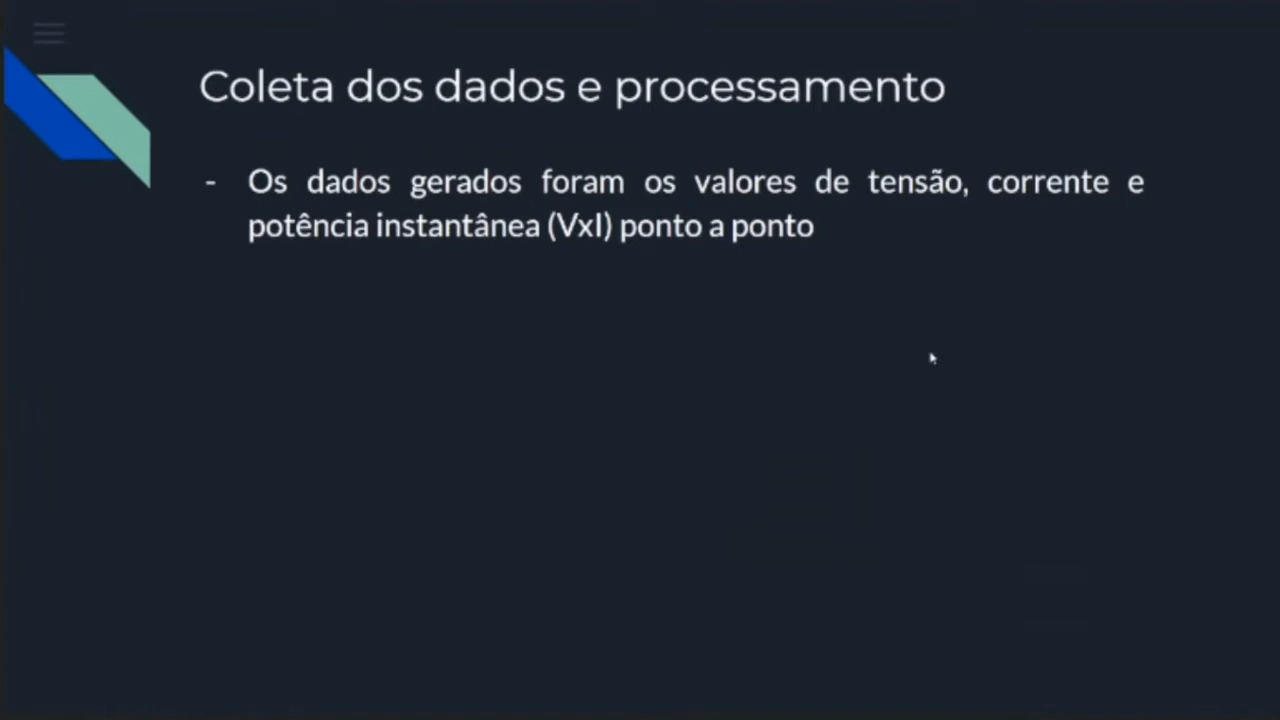 Coleta dos dados e processamento
- Os dados gerados foram os valores de tensão, corrente e
potência instantânea (VxI) ponto a ponto